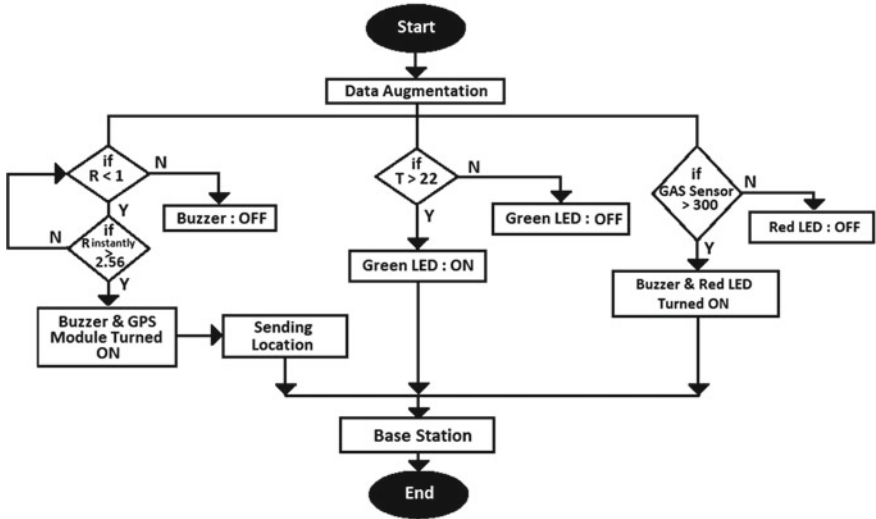 Start
Data Augmentation
if
R < 1
N
Buzzer : OFF
Y
if
R instantly
>
2.56
N
Y
Buzzer & GPS
Module Turned
ON
Sending
Location
if
T > 22
N
Green LED : OFF
Y
Green LED : ON
if
GAS Sensor
> 300
N
Red LED : OFF
Y
Buzzer & Red LED
Turned ON
Base Station
End